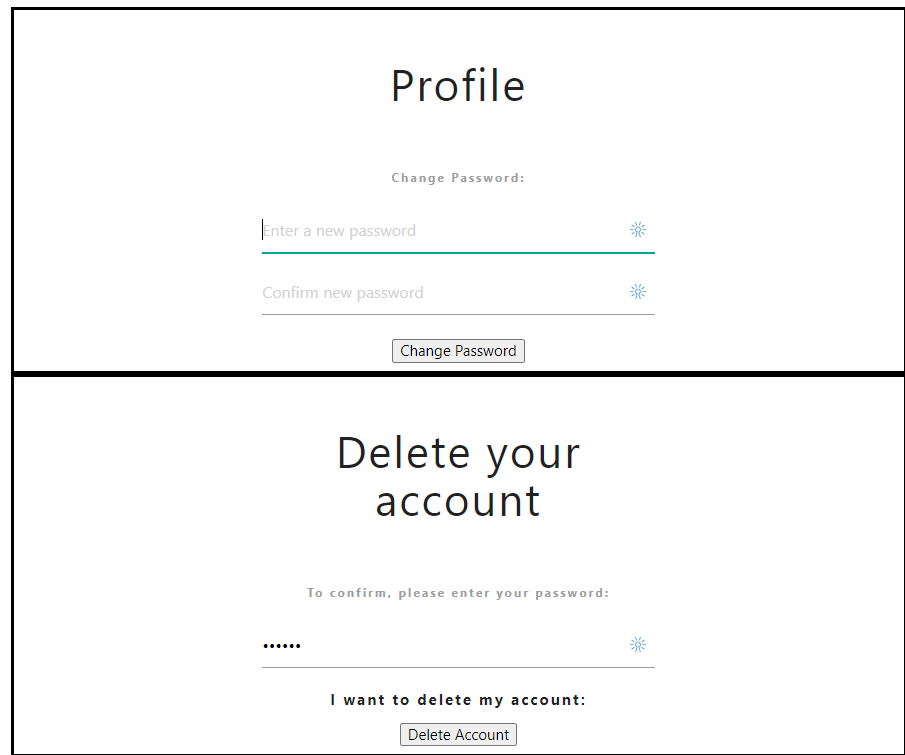 Profile
Change Password:
Enter a new password
Confirm new password
Change Password
Delete your
account
To confirm, please enter your password:
••••••
I want to delete my account:
Delete Account